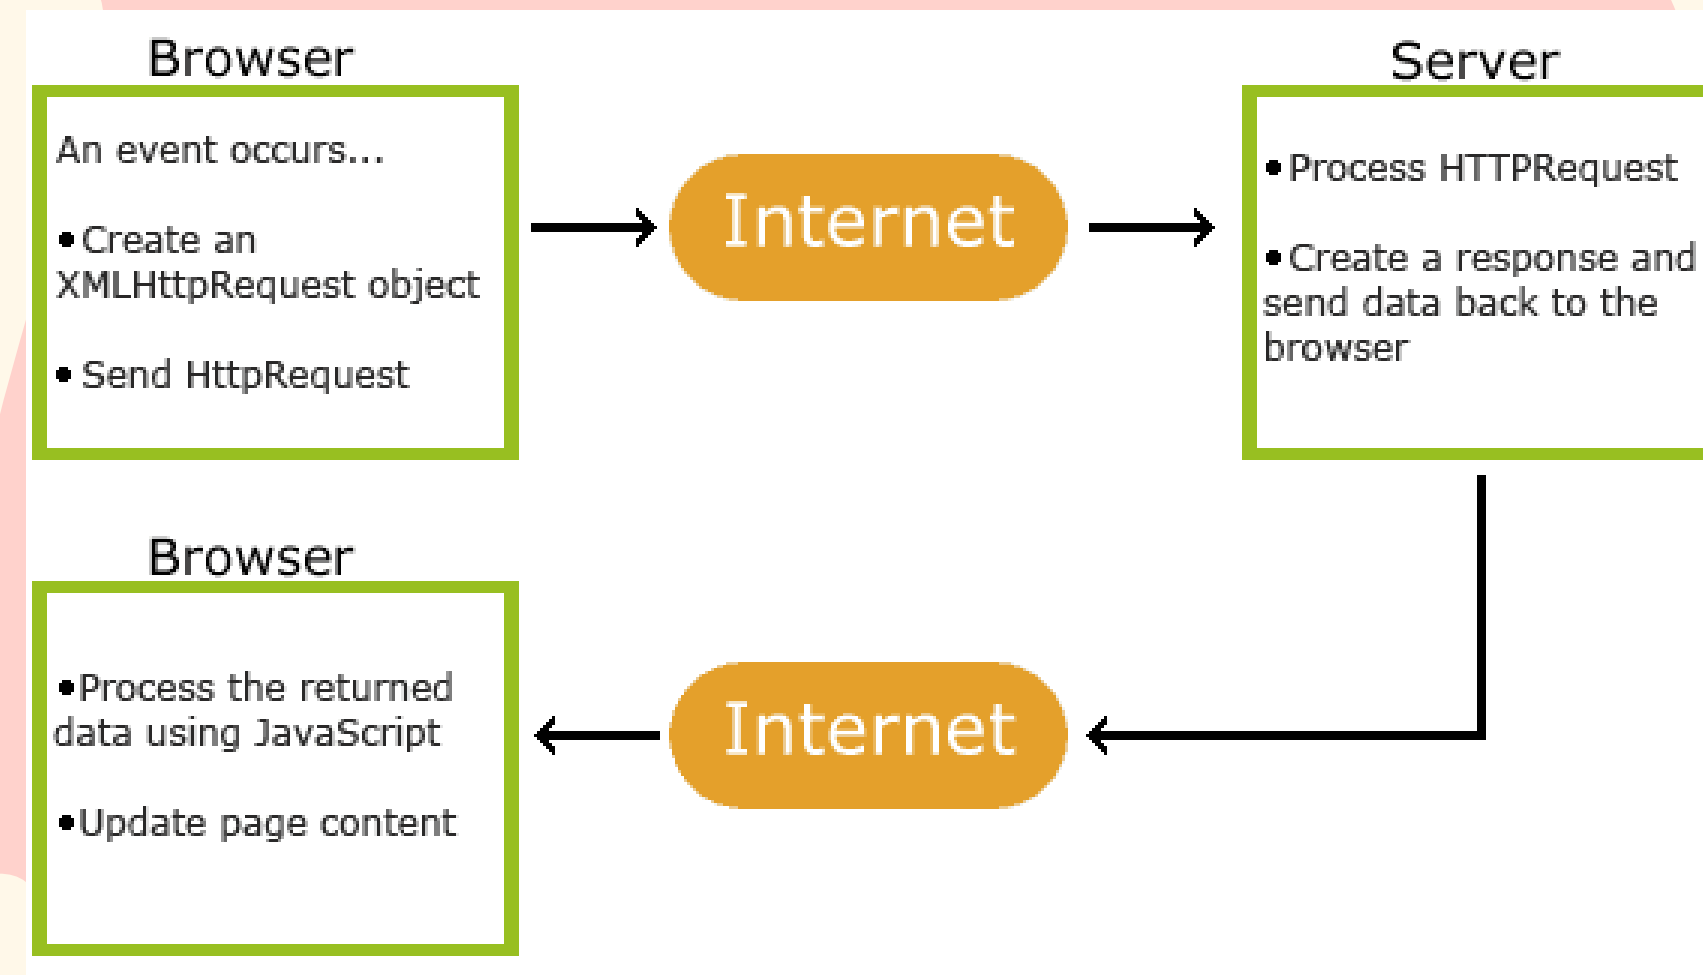 Browser
An event occurs...
•Create an
XMLHttpRequest object
• Send HttpRequest
Internet
Server
•Process HTTPRequest
•Create a response and
send data back to the
browser
Browser
•Process the returned
data using JavaScript
•Update page content
Internet